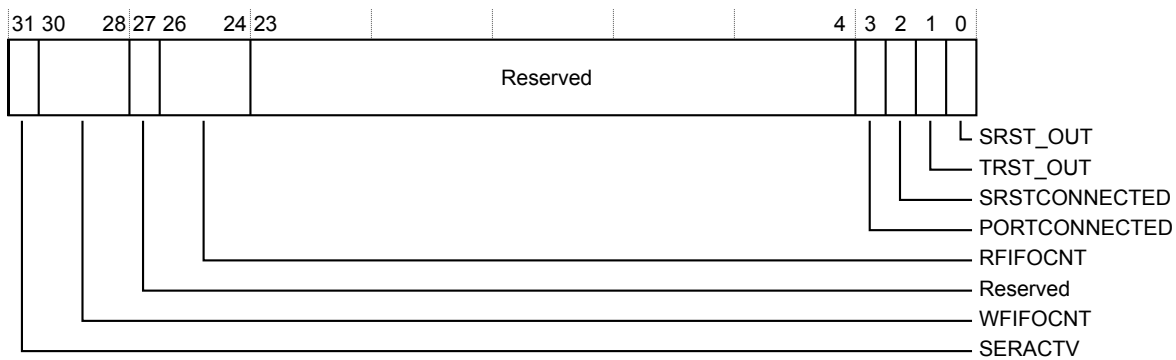 31 30 28 27 26 24 23 4 3 2 1 0
Reserved
SRST_OUT
TRST_OUT
SRSTCONNECTED
PORTCONNECTED
RFIFOCNT
Reserved
WFIFOCNT
SERACTV